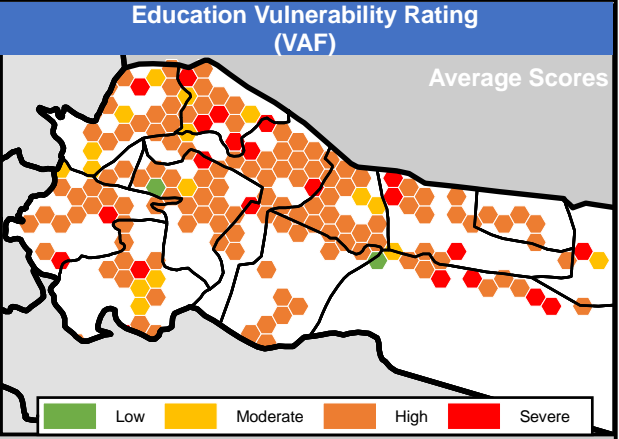 Education Vulnerability Rating
(VAF)
Average Scores
Low Moderate High Severe